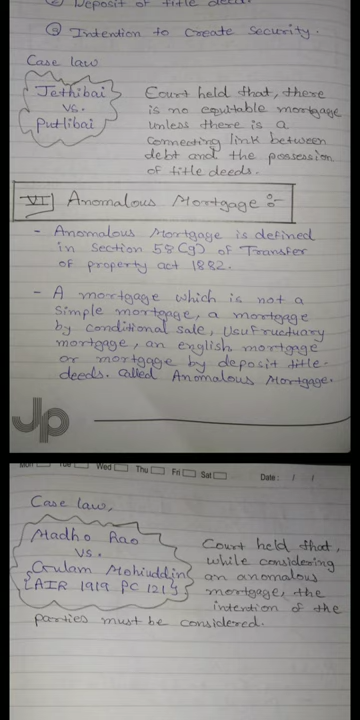 ② Deposit of title deeds.
③ Intention to create security.
Case law
Jethibai
vs.
Putlibai
Court held that, there
is no equitable mortgage
unless there is a
connecting link between
debt and the possession
of title deeds.
VI Anomalous Mortgage :-
- Anomalous Mortgage is defined
in Section 58(g) of Transfer
of property act 1882.
- A mortgage which is not a
simple mortgage, a mortgage
by conditional sale, Usufructuary
mortgage, an english mortgage
or mortgage by deposit title-
deeds. Called Anomalous Mortgage.
Jp
Mon Tue Wed Thu Fri Sat Date: / /
Case law,
Madho Rao
vs.
Gulam Mohiuddin
[AIR 1919 PC 121]
Court held that,
while considering
an anomalous
mortgage, the
intention of the
parties must be considered.